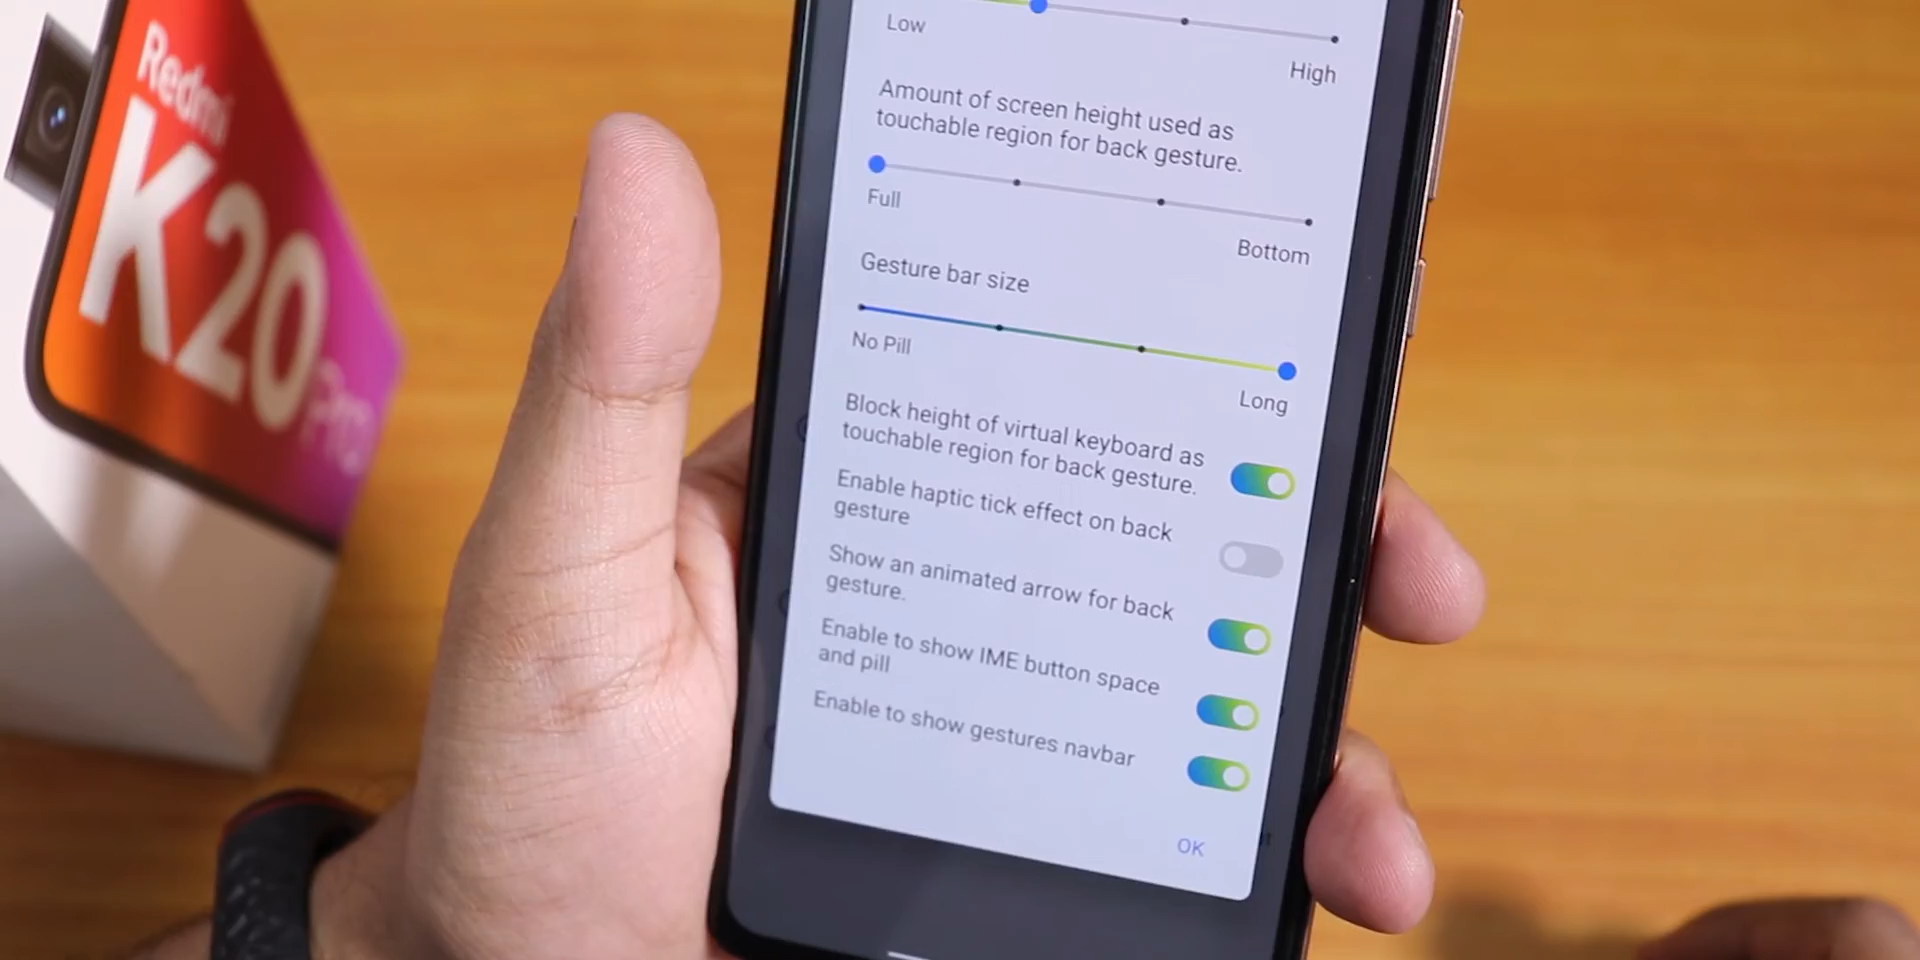 Redmi
K20
Pro
Low
High
Amount of screen height used as
touchable region for back gesture.
Full
Bottom
Gesture bar size
No Pill
Long
Block height of virtual keyboard as
touchable region for back gesture.
Enable haptic tick effect on back
gesture
Show an animated arrow for back
gesture.
Enable to show IME button space
and pill
Enable to show gestures navbar
OK